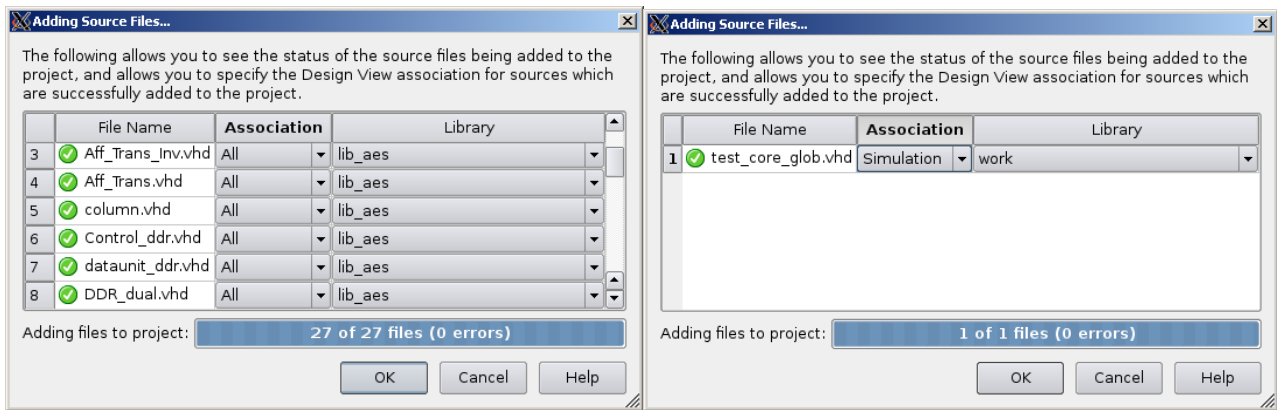 Adding Source Files...
The following allows you to see the status of the source files being added to the
project, and allows you to specify the Design View association for sources which
are successfully added to the project.
File Name Association Library
3 Aff_Trans_Inv.vhd All lib_aes
4 Aff_Trans.vhd All lib_aes
5 column.vhd All lib_aes
6 Control_ddr.vhd All lib_aes
7 dataunit_ddr.vhd All lib_aes
8 DDR_dual.vhd All lib_aes
Adding files to project: 27 of 27 files (0 errors)
OK Cancel Help
Adding Source Files...
The following allows you to see the status of the source files being added to the
project, and allows you to specify the Design View association for sources which
are successfully added to the project.
File Name Association Library
1 test_core_glob.vhd Simulation work
Adding files to project: 1 of 1 files (0 errors)
OK Cancel Help